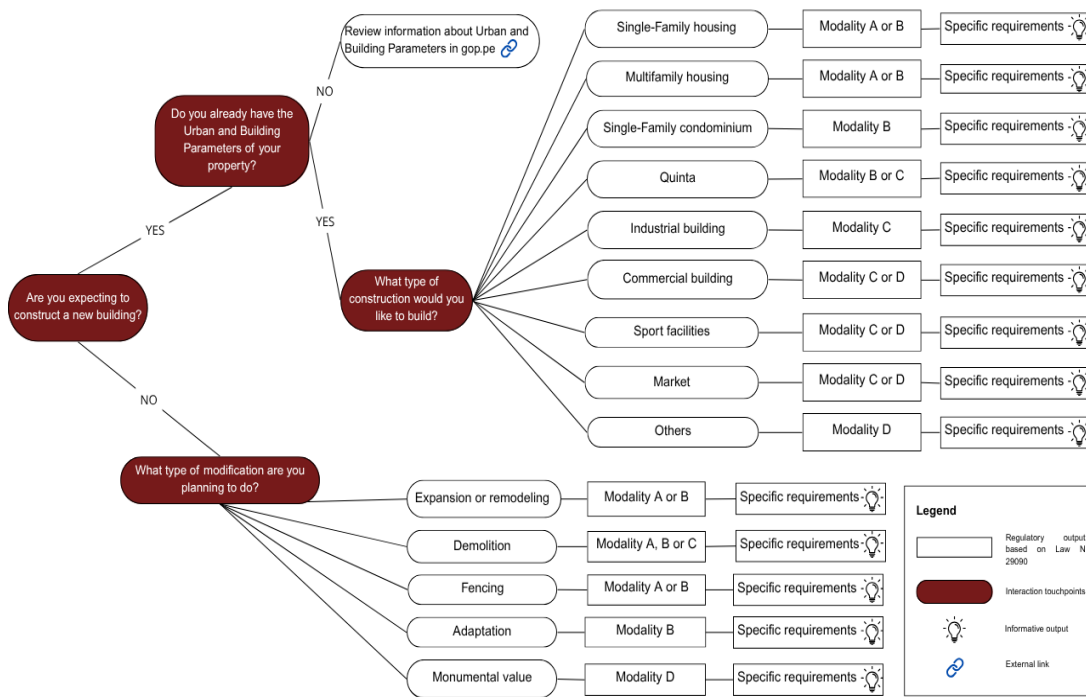 Review information about Urban and
Building Parameters in gop.pe
NO
Do you already have the
Urban and Building
Parameters of your
property?
YES
YES
Are you expecting to
construct a new building?
What type of
construction would you
like to build?
NO
What type of modification are you
planning to do?
Single-Family housing
Modality A or B
Specific requirements
Multifamily housing
Modality A or B
Specific requirements
Single-Family condominium
Modality B
Specific requirements
Quinta
Modality B or C
Specific requirements
Industrial building
Modality C
Specific requirements
Commercial building
Modality C or D
Specific requirements
Sport facilities
Modality C or D
Specific requirements
Market
Modality C or D
Specific requirements
Others
Modality D
Specific requirements
Expansion or remodeling
Modality A or B
Specific requirements
Demolition
Modality A, B or C
Specific requirements
Fencing
Modality A or B
Specific requirements
Adaptation
Modality B
Specific requirements
Monumental value
Modality D
Specific requirements
Legend
Regulatory output
based on Law N
29090
Interaction touchpoints
Informative output
External link